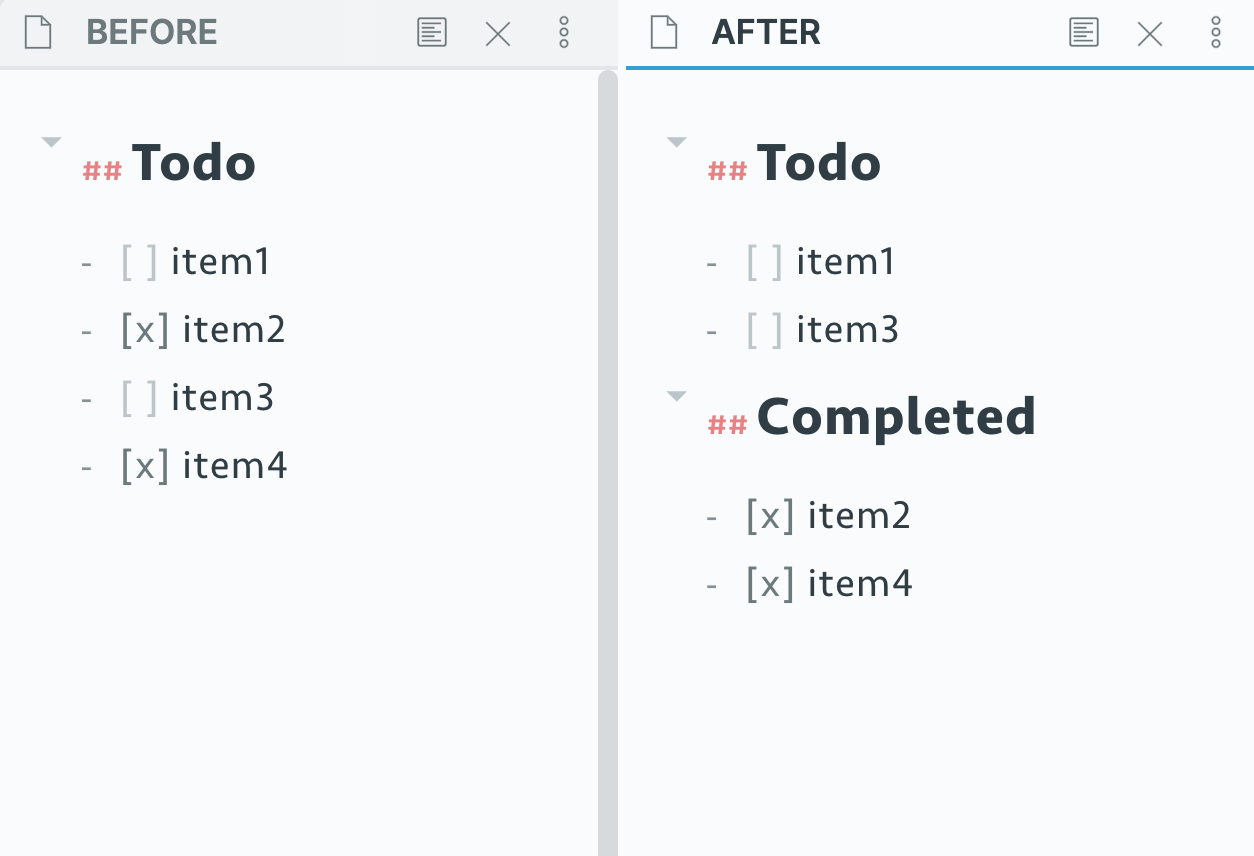 BEFORE
## Todo
- [ ] item1
- [x] item2
- [ ] item3
- [x] item4
AFTER
## Todo
- [ ] item1
- [ ] item3
## Completed
- [x] item2
- [x] item4